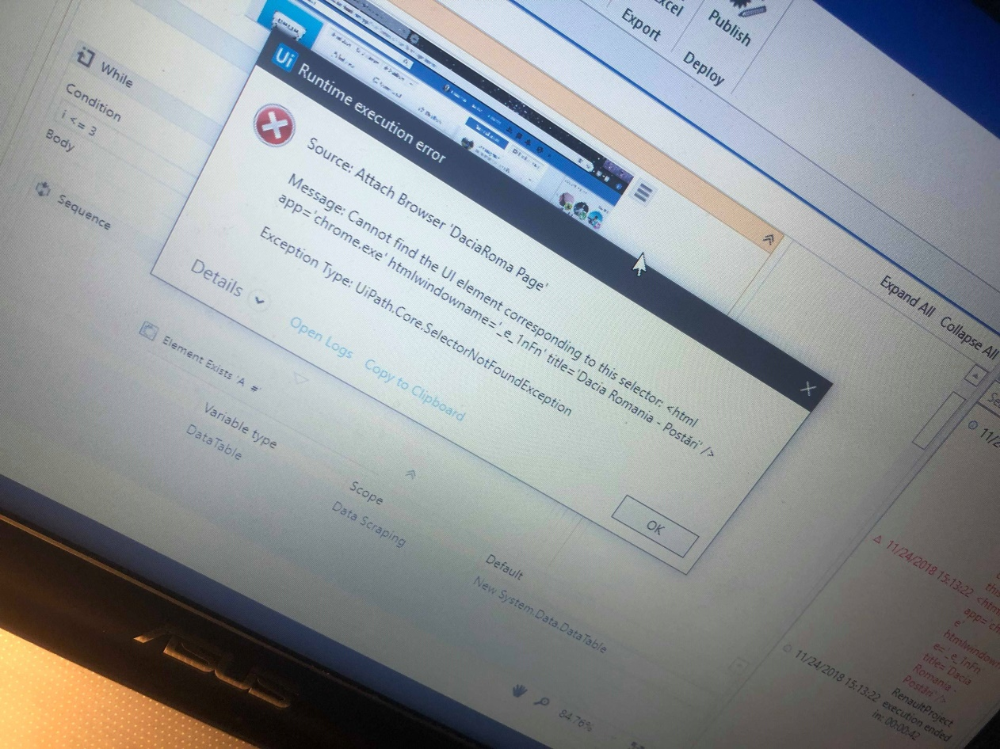 Excel
Export
Publish
Deploy
While
Condition
i <= 3
Body
Sequence
Ui Runtime execution error
Source: Attach Browser 'DaciaRoma Page'
Message: Cannot find the UI element corresponding to this selector: <html
app='chrome.exe' htmlwindowname='_e_1nFn' title='Dacia Romania - Postări' />
Exception Type: UiPath.Core.SelectorNotFoundException
Details
Open Logs Copy to Clipboard
OK
Expand All Collapse All
Element Exists 'A #'
Variable type
Scope
Default
DataTable
Data Scraping
New System.Data.DataTable
84.76%
11/2
11/24/2018 15:13:22 <html
app='ch
e'
htmlwindow
e='_e_1nFn
title='Dacia
Romania -
Postări' />
11/24/2018 15:13:22 RenaultProject
execution ended
in: 00:00:42
ASUS